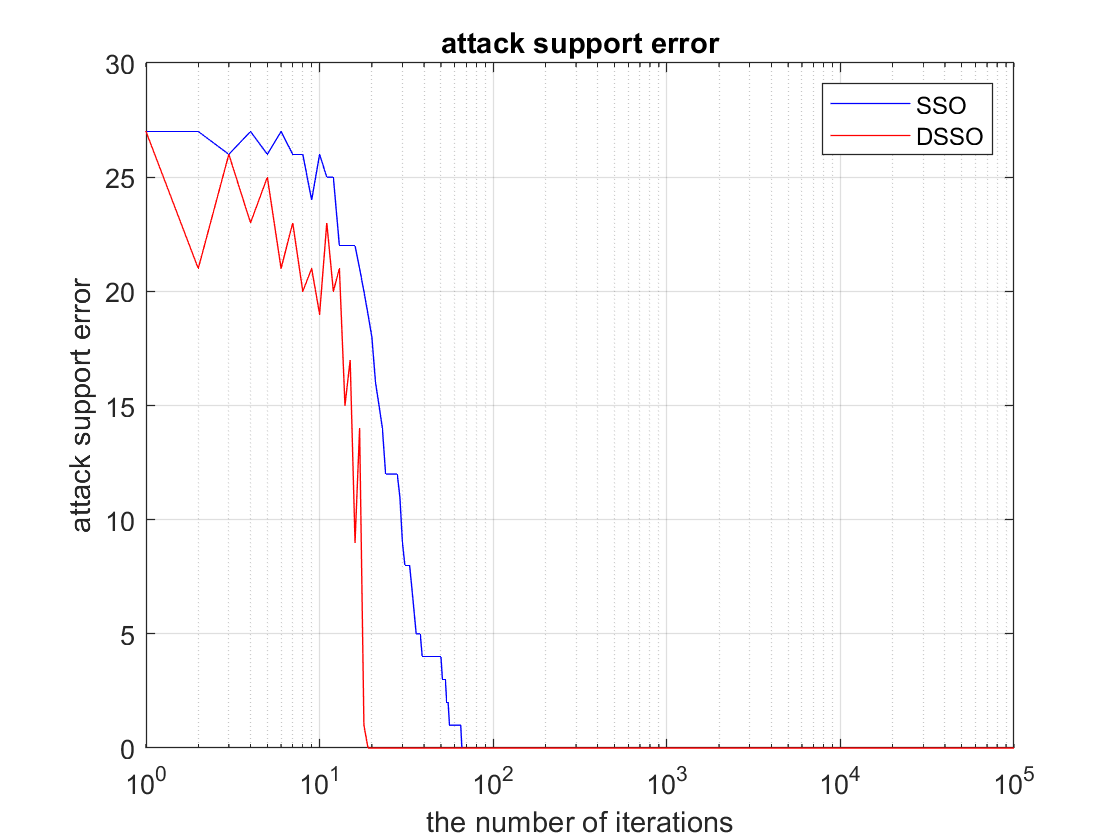 attack support error
30
25
20
15
10
5
0
attack support error
SSO
DSSO
10^0 10^1 10^2 10^3 10^4 10^5
the number of iterations